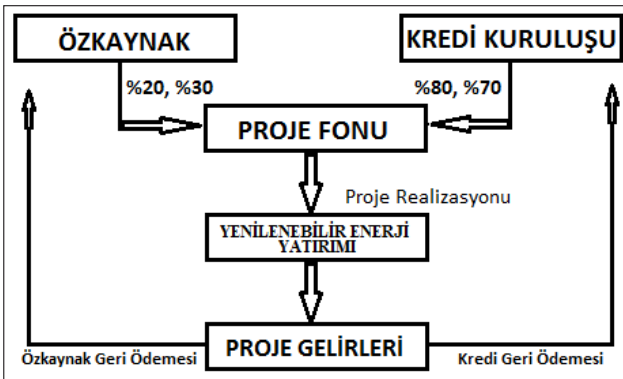 ÖZKAYNAK
KREDİ KURULUŞU
%20, %30
%80, %70
PROJE FONU
Proje Realizasyonu
YENİLENEBİLİR ENERJİ
YATIRIMI
PROJE GELİRLERİ
Özkaynak Geri Ödemesi
Kredi Geri Ödemesi